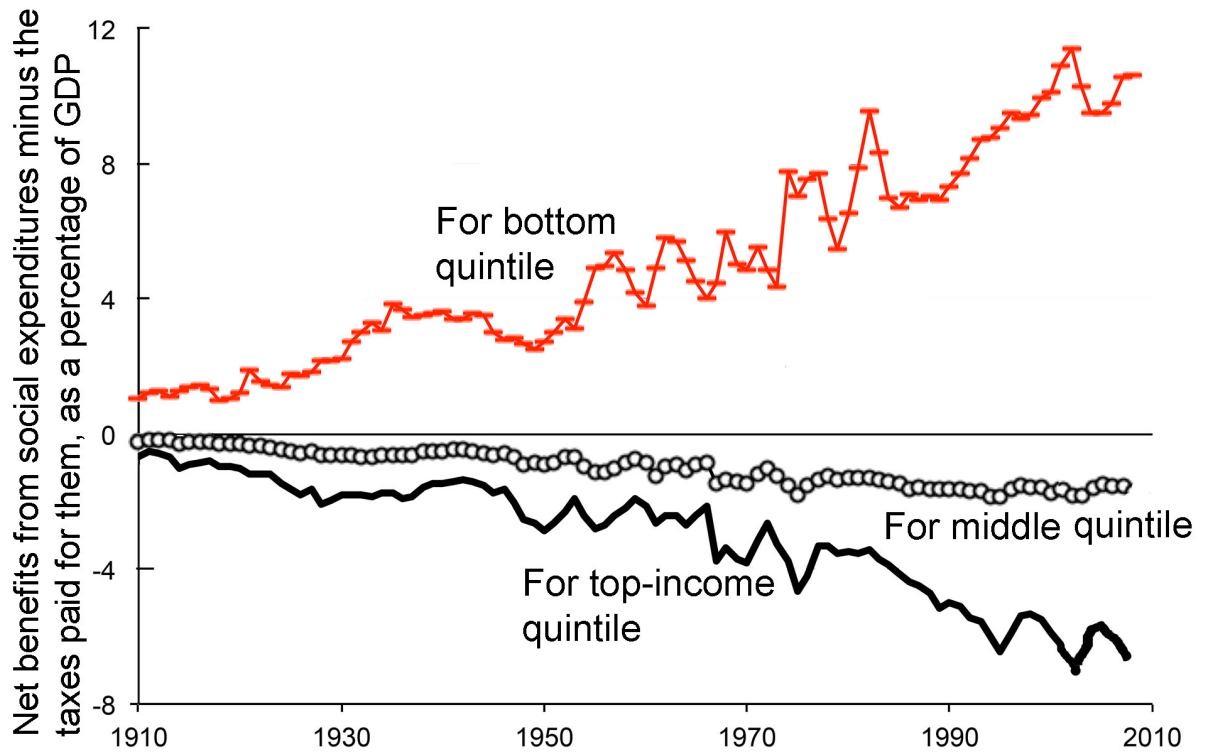 Net benefits from social expenditures minus the
taxes paid for them, as a percentage of GDP
12
8
4
0
-4
-8
For bottom
quintile
For middle quintile
For top-income
quintile
1910
1930
1950
1970
1990
2010